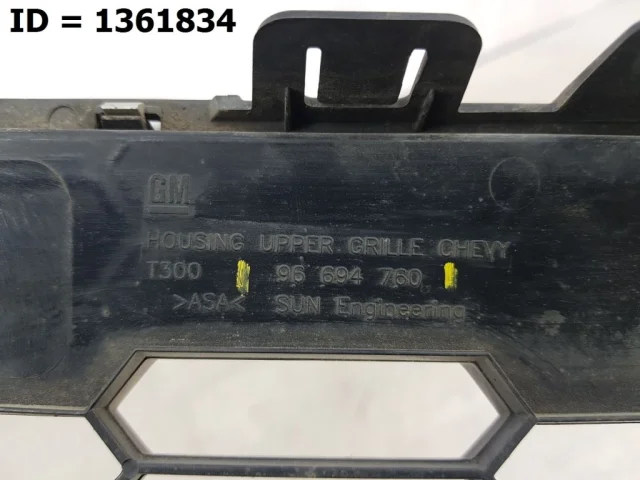 ID = 1361834
GM
HOUSING UPPER GRILLE CHEVY
T300 96 694 760
>ASA< SUN Engineering